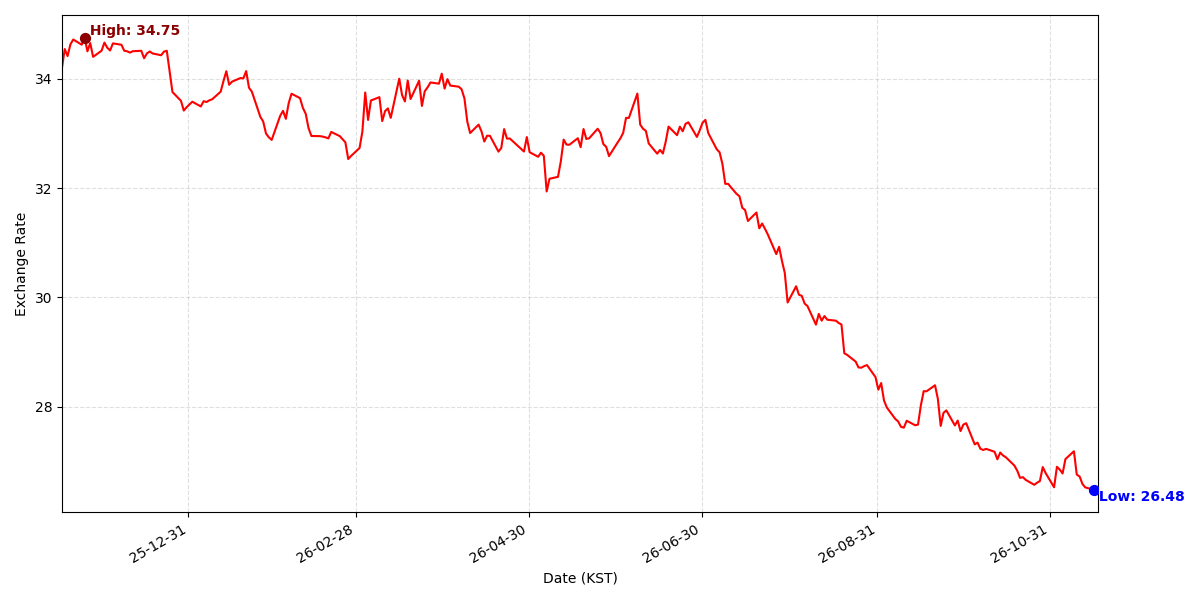 High: 34.75
34
32
30
28
Exchange Rate
Low: 26.48
25-12-31
26-02-28
26-04-30
26-06-30
26-08-31
26-10-31
Date (KST)